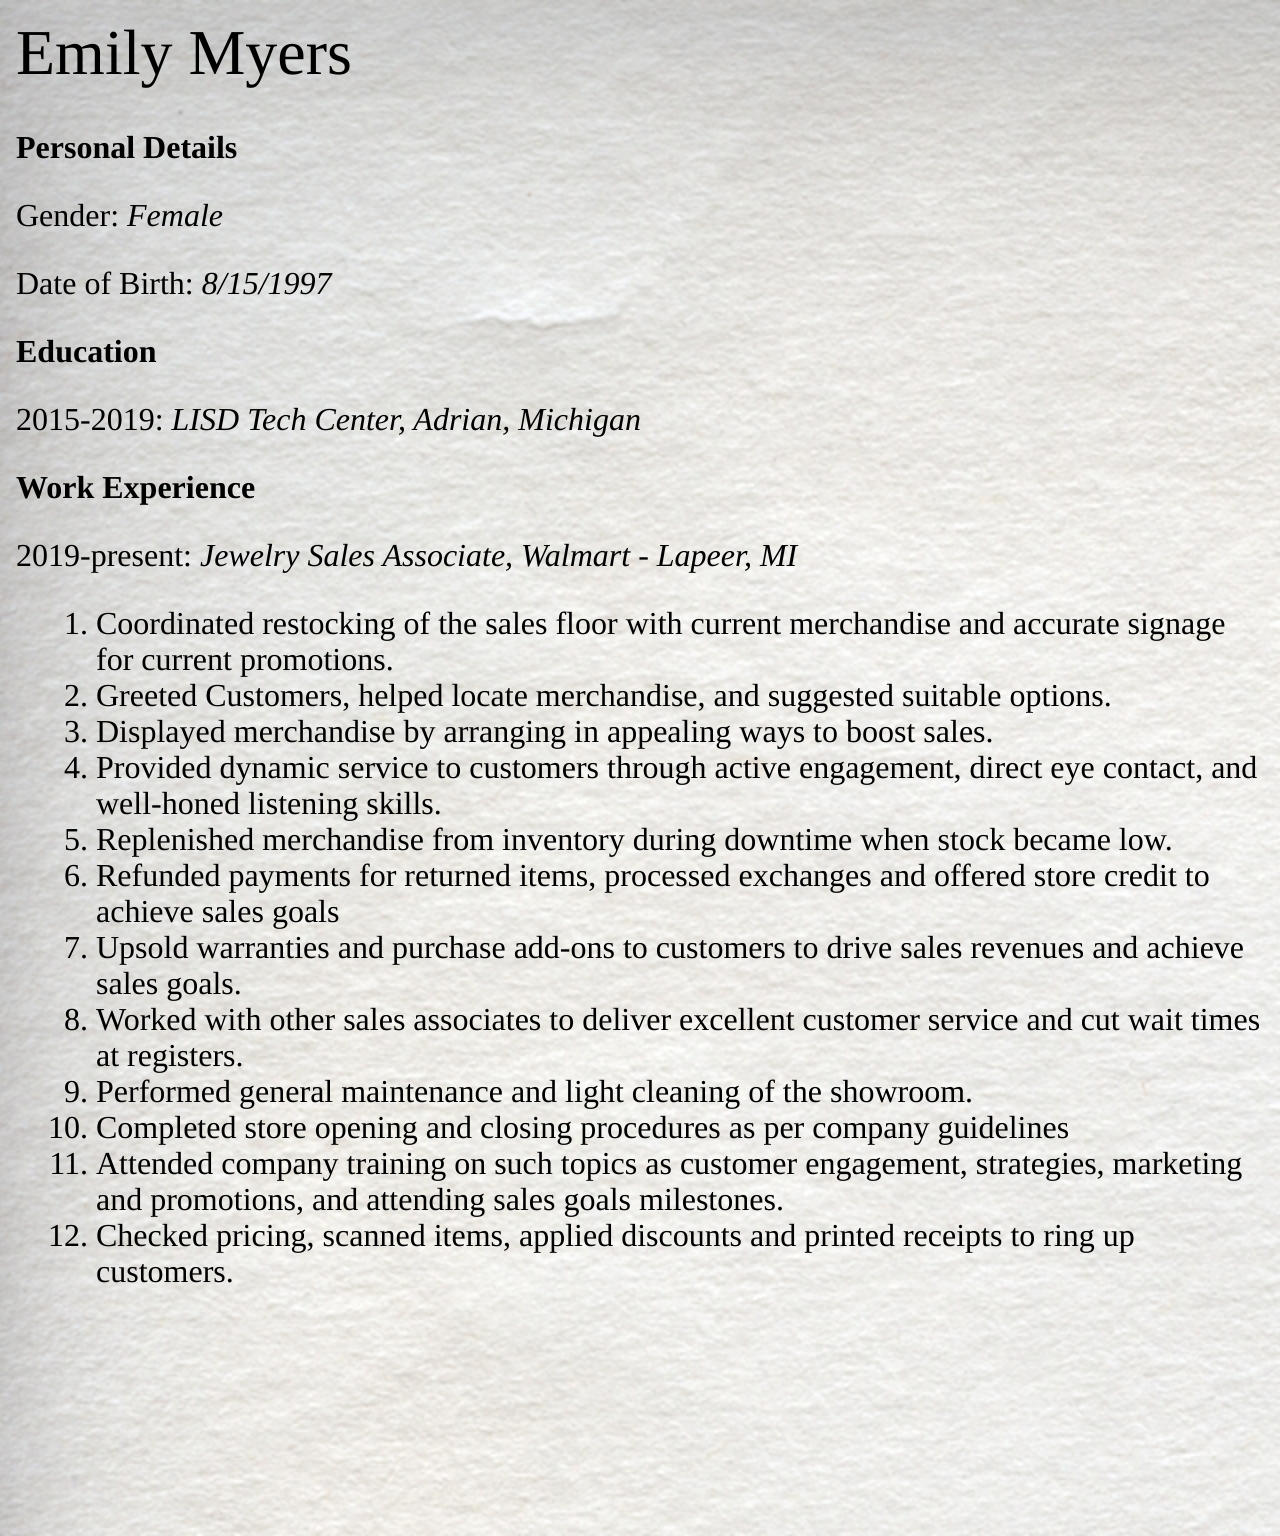 Emily Myers
Personal Details
Gender: Female
Date of Birth: 8/15/1997
Education
2015-2019: LISD Tech Center, Adrian, Michigan
Work Experience
2019-present: Jewelry Sales Associate, Walmart - Lapeer, MI
1. Coordinated restocking of the sales floor with current merchandise and accurate signage
for current promotions.
2. Greeted Customers, helped locate merchandise, and suggested suitable options.
3. Displayed merchandise by arranging in appealing ways to boost sales.
4. Provided dynamic service to customers through active engagement, direct eye contact, and
well-honed listening skills.
5. Replenished merchandise from inventory during downtime when stock became low.
6. Refunded payments for returned items, processed exchanges and offered store credit to
achieve sales goals
7. Upsold warranties and purchase add-ons to customers to drive sales revenues and achieve
sales goals.
8. Worked with other sales associates to deliver excellent customer service and cut wait times
at registers.
9. Performed general maintenance and light cleaning of the showroom.
10. Completed store opening and closing procedures as per company guidelines
11. Attended company training on such topics as customer engagement, strategies, marketing
and promotions, and attending sales goals milestones.
12. Checked pricing, scanned items, applied discounts and printed receipts to ring up
customers.